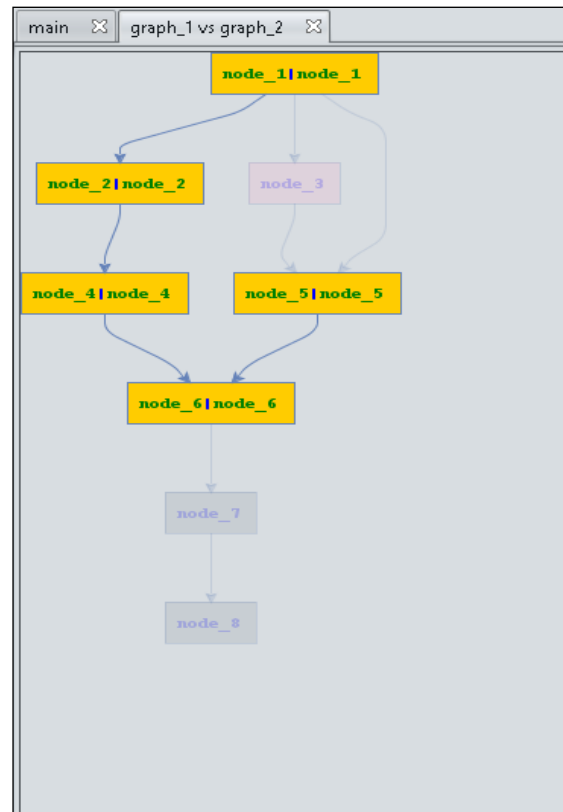 main
graph_1 vs graph_2
node_1|node_1
node_2|node_2
node_3
node_4|node_4
node_5|node_5
node_6|node_6
node_7
node_8